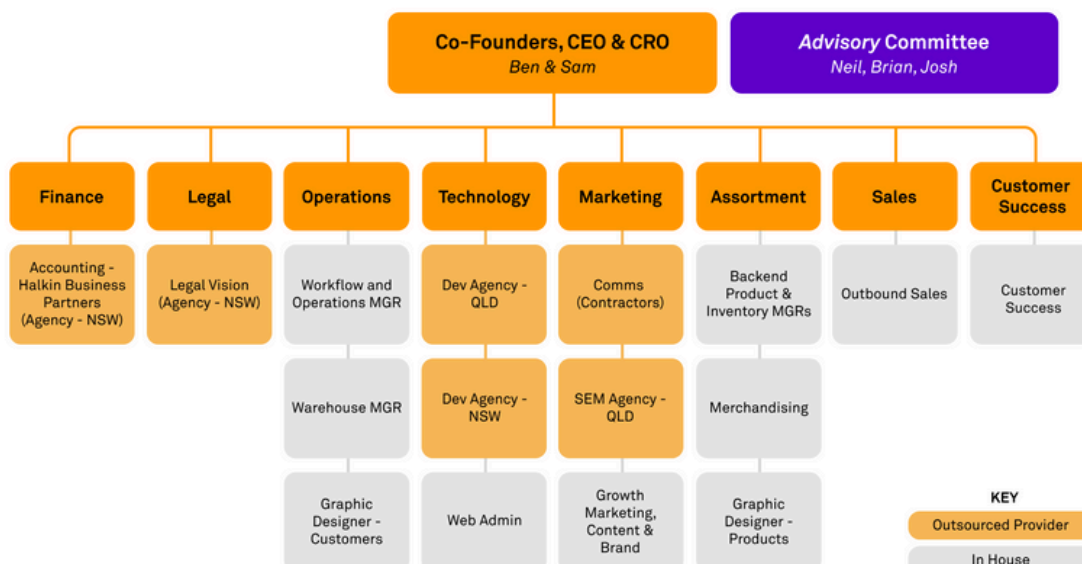 Co-Founders, CEO & CRO
Ben & Sam
Advisory Committee
Neil, Brian, Josh
Finance
Legal
Operations
Technology
Marketing
Assortment
Sales
Customer
Success
Accounting -
Halkin Business
Partners
(Agency - NSW)
Legal Vision
(Agency - NSW)
Workflow and
Operations MGR
Dev Agency -
QLD
Comms
(Contractors)
Backend
Product &
Inventory MGRs
Outbound Sales
Customer
Success
Warehouse MGR
Dev Agency -
NSW
SEM Agency -
QLD
Merchandising
Graphic
Designer -
Customers
Web Admin
Growth
Marketing,
Content &
Brand
Graphic
Designer -
Products
KEY
Outsourced Provider
In House